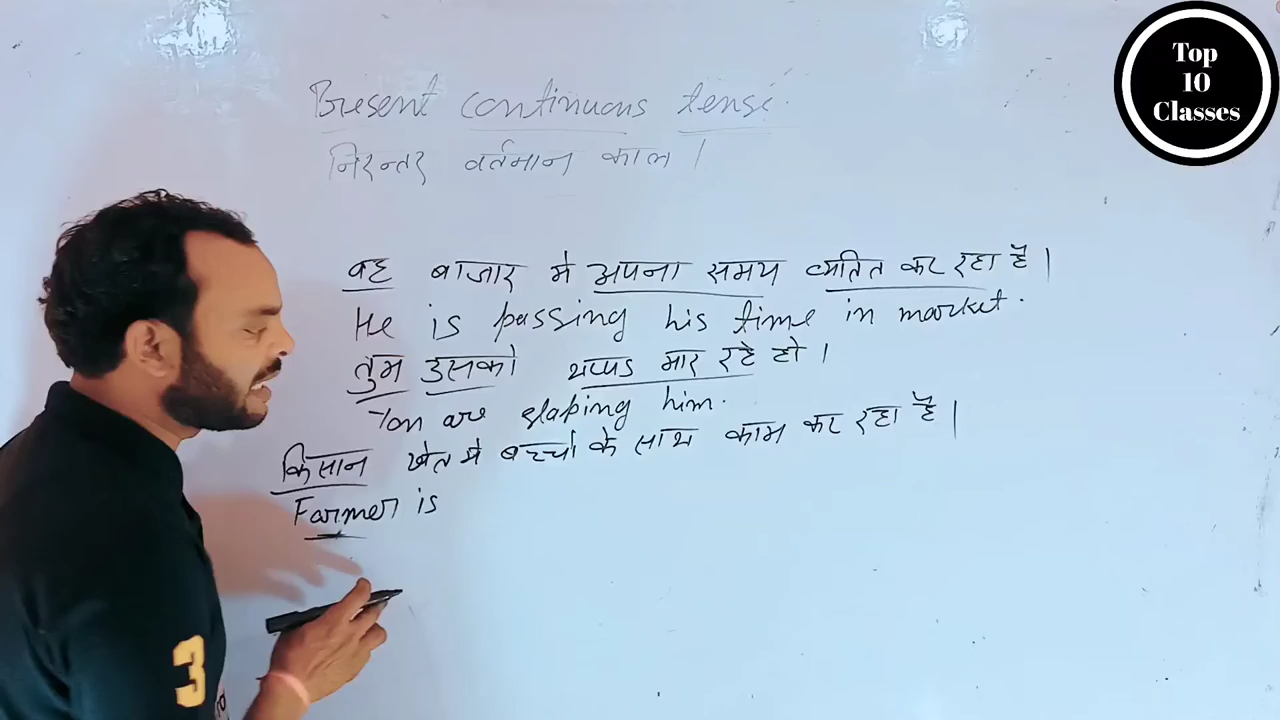 Top
10
Classes
Present continuous tense.
निरन्तर वर्तमान काल।
वह बाजार मे अपना समय व्यतित कर रहा है।
He is passing his time in market.
तुम उसको थप्पड मार रहे हो।
You are slaping him.
किसान खेत मे बच्चो के साथ काम कर रहा है।
Farmer is
3